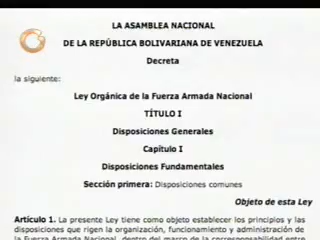 LA ASAMBLEA NACIONAL
DE LA REPÚBLICA BOLIVARIANA DE VENEZUELA
Decreta
la siguiente:
Ley Orgánica de la Fuerza Armada Nacional
TÍTULO I
Disposiciones Generales
Capítulo I
Disposiciones Fundamentales
Sección primera: Disposiciones comunes
Objeto de esta Ley
Artículo 1. La presente Ley tiene como objeto establecer los principios y las
disposiciones que rigen la organización, funcionamiento y administración de
la Fuerza Armada Nacional, dentro del marco de la corresponsabilidad entre